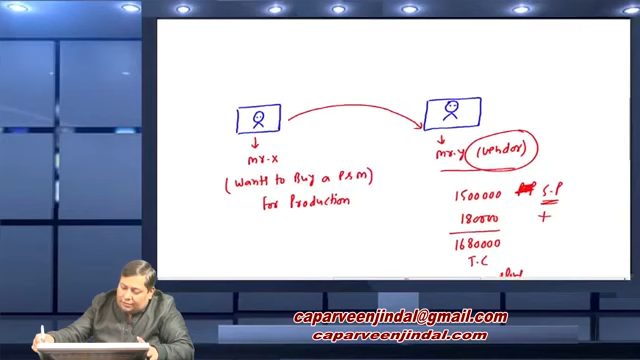 mr.x
mr.y (vendor)
(wants to Buy a P&M)
for Production
1500000 S.P
180000 +
1680000
T.C
caparveenjindal@gmail.com
caparveenjindal.com